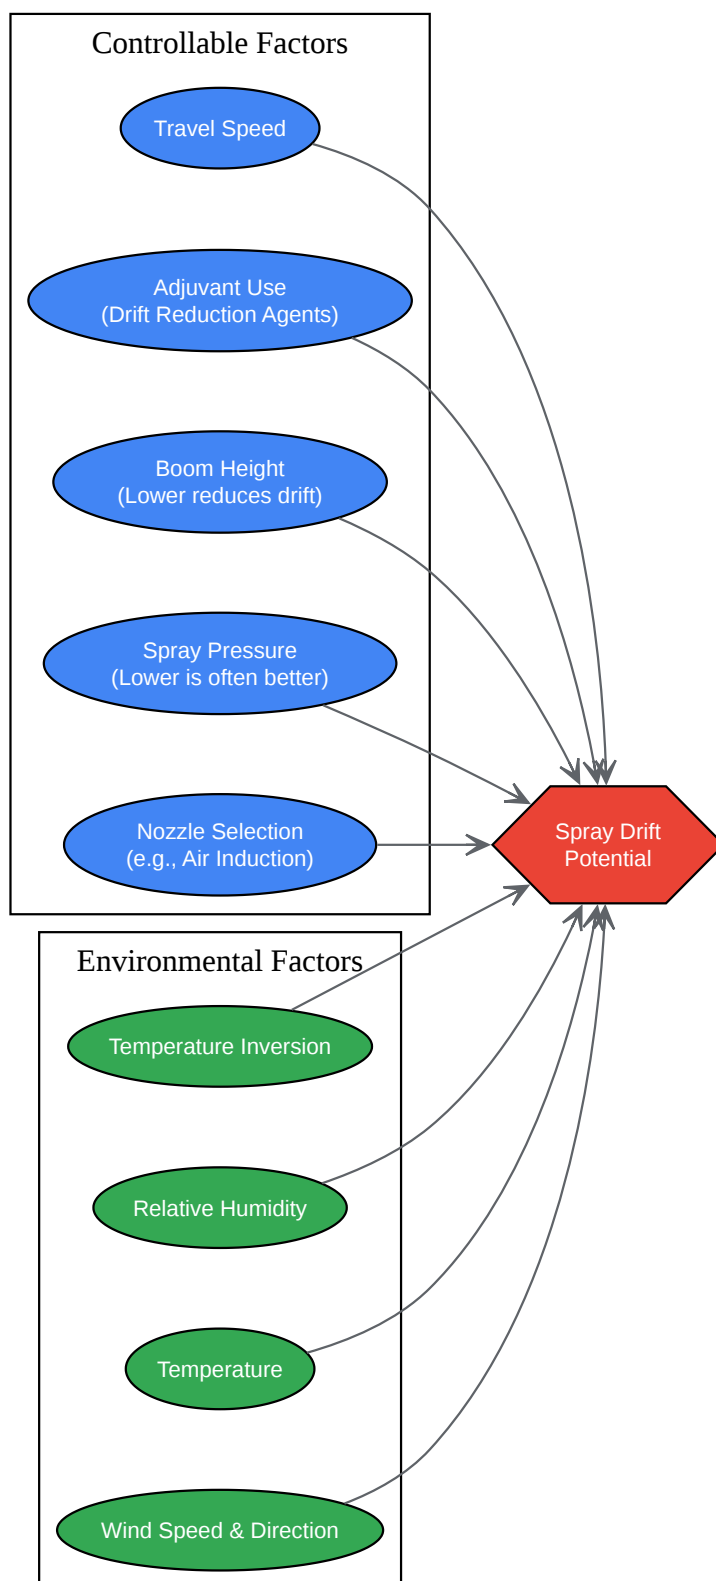 Controllable Factors
Travel Speed
Adjuvant Use
(Drift Reduction Agents)
Boom Height
(Lower reduces drift)
Spray Pressure
(Lower is often better)
Nozzle Selection
(e.g., Air Induction)
Spray Drift
Potential
Environmental Factors
Temperature Inversion
Relative Humidity
Temperature
Wind Speed & Direction